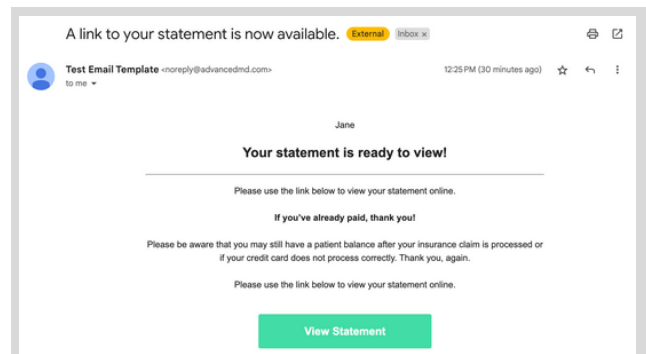 A link to your statement is now available. External Inbox ×
Test Email Template <noreply@advancedmd.com> 12:25 PM (30 minutes ago)
to me
Jane
Your statement is ready to view!
Please use the link below to view your statement online.
If you've already paid, thank you!
Please be aware that you may still have a patient balance after your insurance claim is processed or
if your credit card does not process correctly. Thank you, again.
Please use the link below to view your statement online.
View Statement